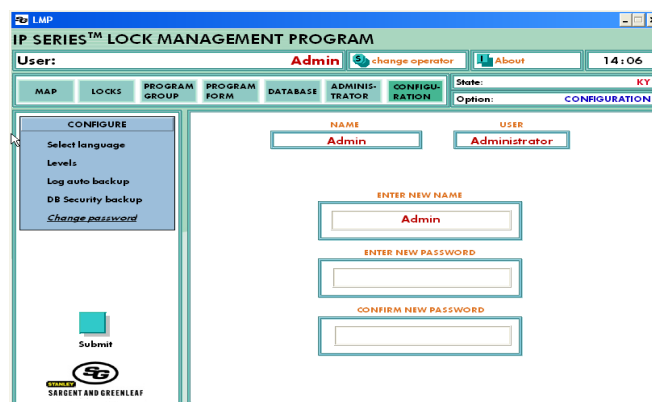 LMP
IP SERIES™ LOCK MANAGEMENT PROGRAM
User: Admin
change operator
About
14:06
MAP
LOCKS
PROGRAM GROUP
PROGRAM FORM
DATABASE
ADMINIS-TRATOR
CONFIGU-RATION
State: KY
Option: CONFIGURATION
CONFIGURE
Select language
Levels
Log auto backup
DB Security backup
Change password
Submit
STANLEY
SG
SARGENT AND GREENLEAF
NAME
Admin
USER
Administrator
ENTER NEW NAME
Admin
ENTER NEW PASSWORD
CONFIRM NEW PASSWORD